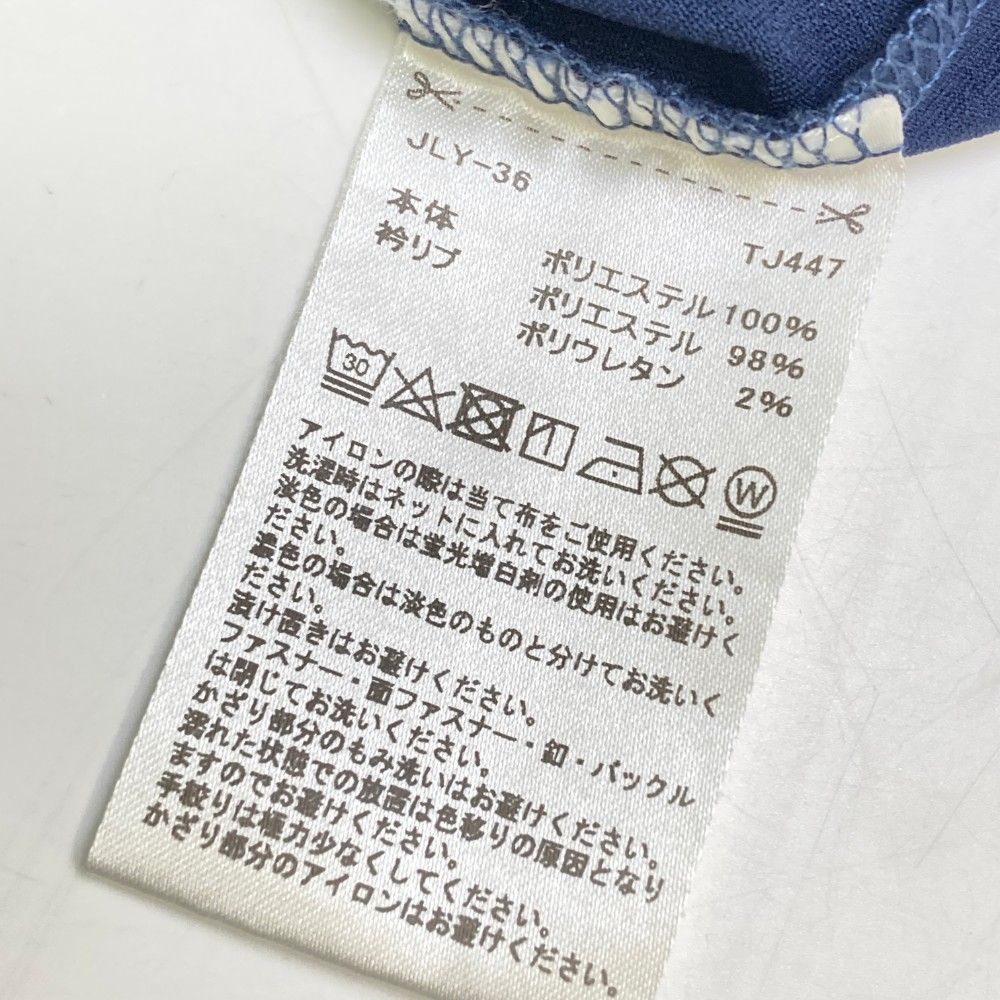 JLY-36 TJ447
本体 ポリエステル 100%
衿リブ ポリエステル 98%
ポリウレタン 2%
30 W
アイロンの際は当て布をご使用ください。
洗濯時はネットに入れてお洗いください。
淡色の場合は蛍光増白剤の使用はお避けく
ださい。
濃色の場合は淡色のものと分けてお洗いく
ださい。
漬け置きはお避けください。
ファスナー・面ファスナー・釦・バックル
は閉じてお洗いください。
かざり部分のもみ洗いはお避けください。
濡れた状態での放置は色移りの原因となり
ますのでお避けください。
手絞りは極力少なくしてください。
かざり部分のアイロンはお避けください。